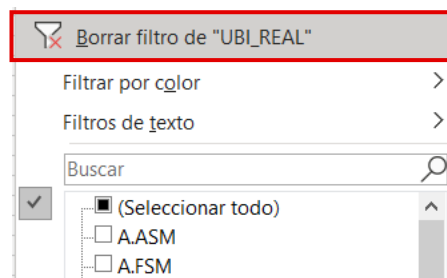 Borrar filtro de "UBI_REAL"
Filtrar por color
Filtros de texto
Buscar
(Seleccionar todo)
A.ASM
A.FSM